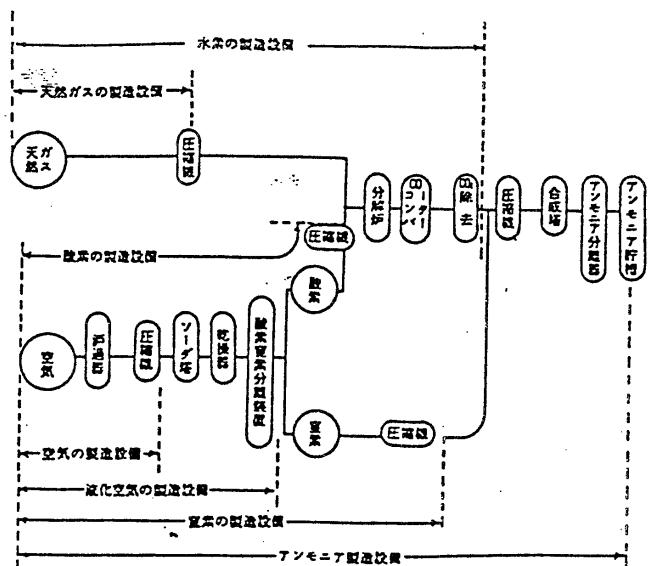 水素の製造設備
天然ガスの製造設備
天然ガス
圧縮機
分解炉
COコンバーター
除去
圧縮機
合成塔
アンモニア分離器
アンモニア貯槽
圧縮機
酸素の製造設備
酸素
空気
濾過器
圧縮機
ソーダ塔
乾燥器
酸素窒素分離装置
窒素
圧縮機
空気の製造設備
液化空気の製造設備
窒素の製造設備
アンモニア製造設備